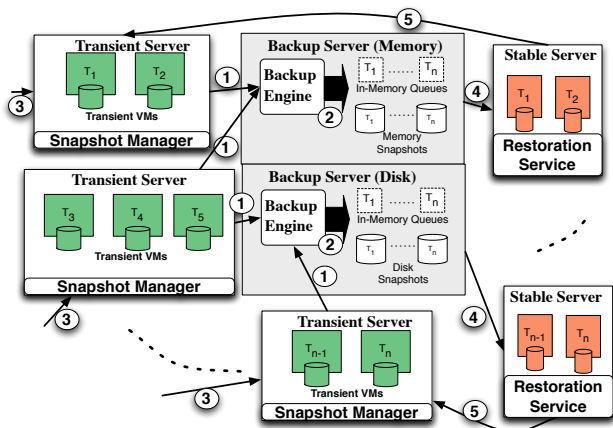 5
Transient Server
T1
T2
Transient VMs
Snapshot Manager
3
1
1
Backup Server (Memory)
Backup
Engine
2
T1 ...... Tn
In-Memory Queues
T1 ...... Tn
Memory
Snapshots
4
Stable Server
T1
T2
Restoration
Service
Transient Server
T3
T4
T5
Transient VMs
Snapshot Manager
3
1
Backup Server (Disk)
Backup
Engine
2
T1 ...... Tn
In-Memory Queues
T1 ...... Tn
Disk
Snapshots
1
4
Stable Server
Tn-1
Tn
Restoration
Service
Transient Server
Tn-1
Tn
Transient VMs
Snapshot Manager
3
5